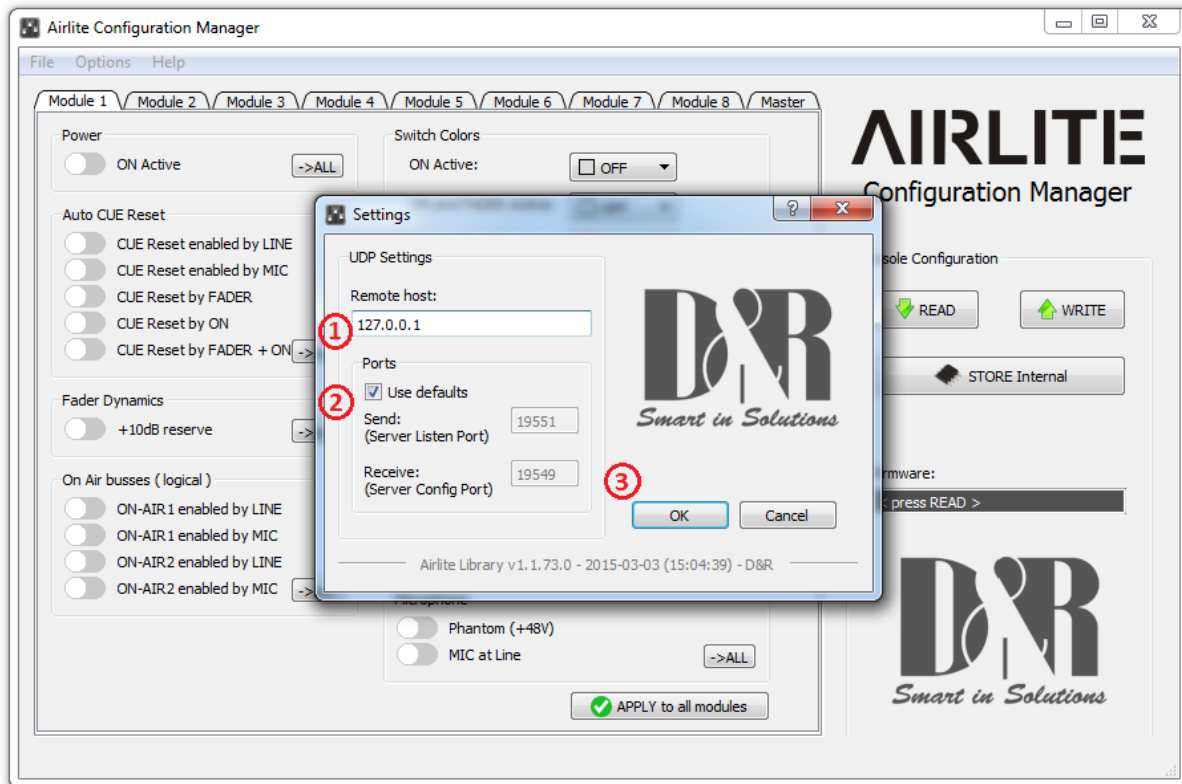 Airlite Configuration Manager
File Options Help
Module 1 Module 2 Module 3 Module 4 Module 5 Module 6 Module 7 Module 8 Master
Power
ON Active
->ALL
Switch Colors
ON Active:
OFF
Auto CUE Reset
CUE Reset enabled by LINE
CUE Reset enabled by MIC
CUE Reset by FADER
CUE Reset by ON
CUE Reset by FADER + ON
->
Fader Dynamics
+10dB reserve
->
On Air busses ( logical )
ON-AIR1 enabled by LINE
ON-AIR1 enabled by MIC
ON-AIR2 enabled by LINE
ON-AIR2 enabled by MIC
->
Settings
?
UDP Settings
Remote host:
1
127.0.0.1
Ports
2
Use defaults
Send:
(Server Listen Port)
19551
Receive:
(Server Config Port)
19549
D&R
Smart in Solutions
3
OK
Cancel
Airlite Library v1.1.73.0 - 2015-03-03 (15:04:39) - D&R
Microphone
Phantom (+48V)
MIC at Line
->ALL
APPLY to all modules
AIRLITE
Configuration Manager
sole Configuration
READ
WRITE
STORE Internal
rmware:
< press READ >
D&R
Smart in Solutions